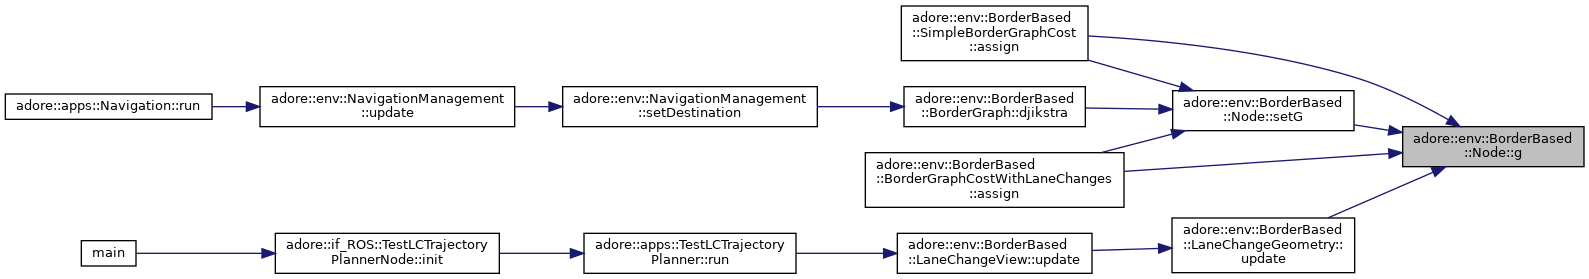 adore::env::BorderBased
::SimpleBorderGraphCost
::assign
adore::apps::Navigation::run
adore::env::NavigationManagement
::update
adore::env::NavigationManagement
::setDestination
adore::env::BorderBased
::BorderGraph::djikstra
adore::env::BorderBased
::Node::setG
adore::env::BorderBased
::Node::g
adore::env::BorderBased
::BorderGraphCostWithLaneChanges
::assign
main
adore::if_ROS::TestLCTrajectory
PlannerNode::init
adore::apps::TestLCTrajectory
Planner::run
adore::env::BorderBased
::LaneChangeView::update
adore::env::BorderBased
::LaneChangeGeometry::
update